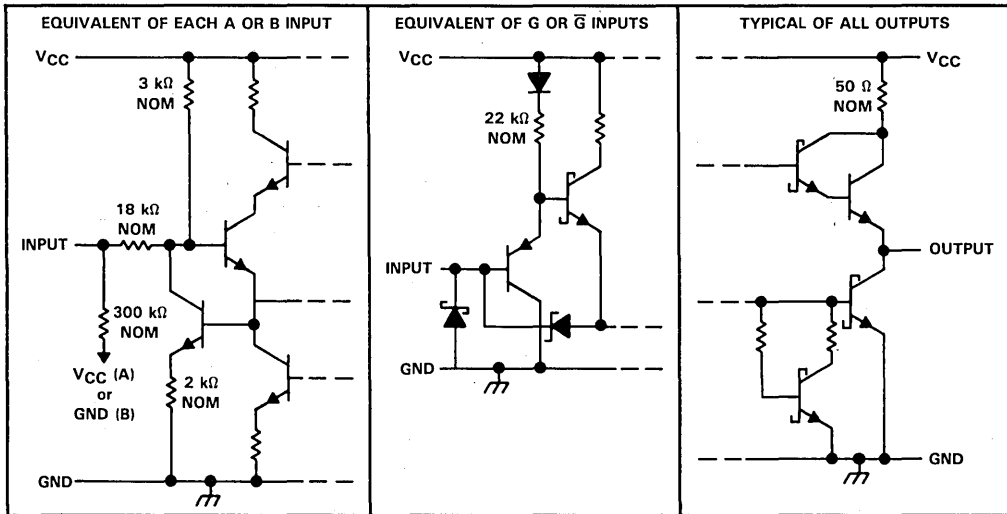 EQUIVALENT OF EACH A OR B INPUT
VCC
3 kΩ
NOM
18 kΩ
NOM
INPUT
300 kΩ
NOM
VCC (A)
or
GND (B)
2 kΩ
NOM
GND
EQUIVALENT OF G OR G̅ INPUTS
VCC
22 kΩ
NOM
INPUT
GND
TYPICAL OF ALL OUTPUTS
VCC
50 Ω
NOM
OUTPUT
GND